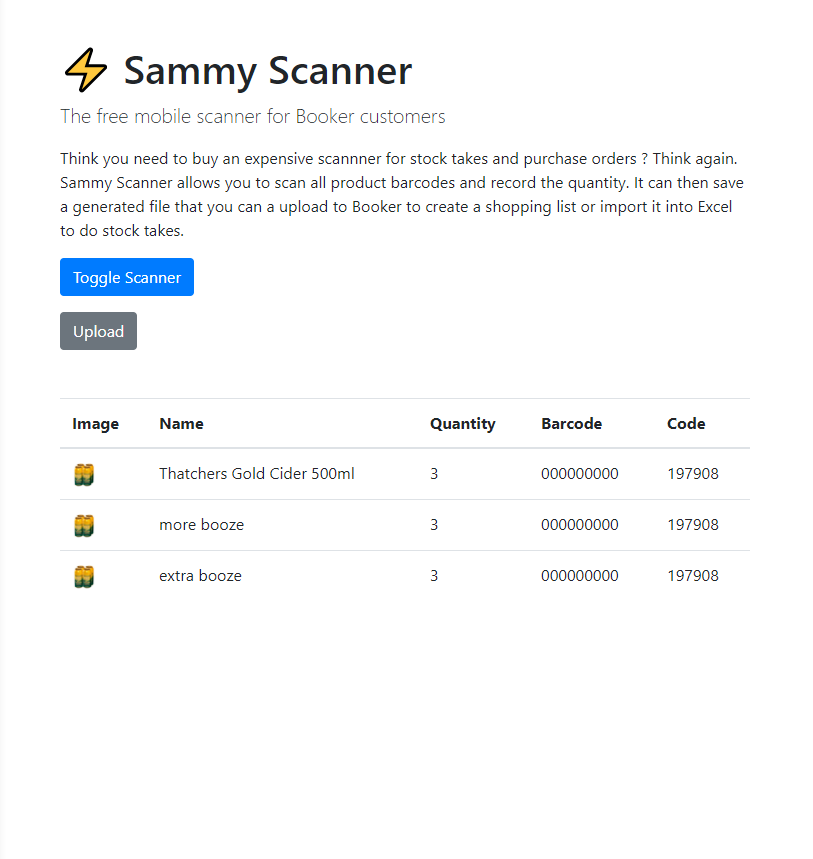 Sammy Scanner
The free mobile scanner for Booker customers
Think you need to buy an expensive scannner for stock takes and purchase orders ? Think again.
Sammy Scanner allows you to scan all product barcodes and record the quantity. It can then save
a generated file that you can a upload to Booker to create a shopping list or import it into Excel
to do stock takes.
Toggle Scanner
Upload
Image Name Quantity Barcode Code
Thatchers Gold Cider 500ml 3 000000000 197908
more booze 3 000000000 197908
extra booze 3 000000000 197908